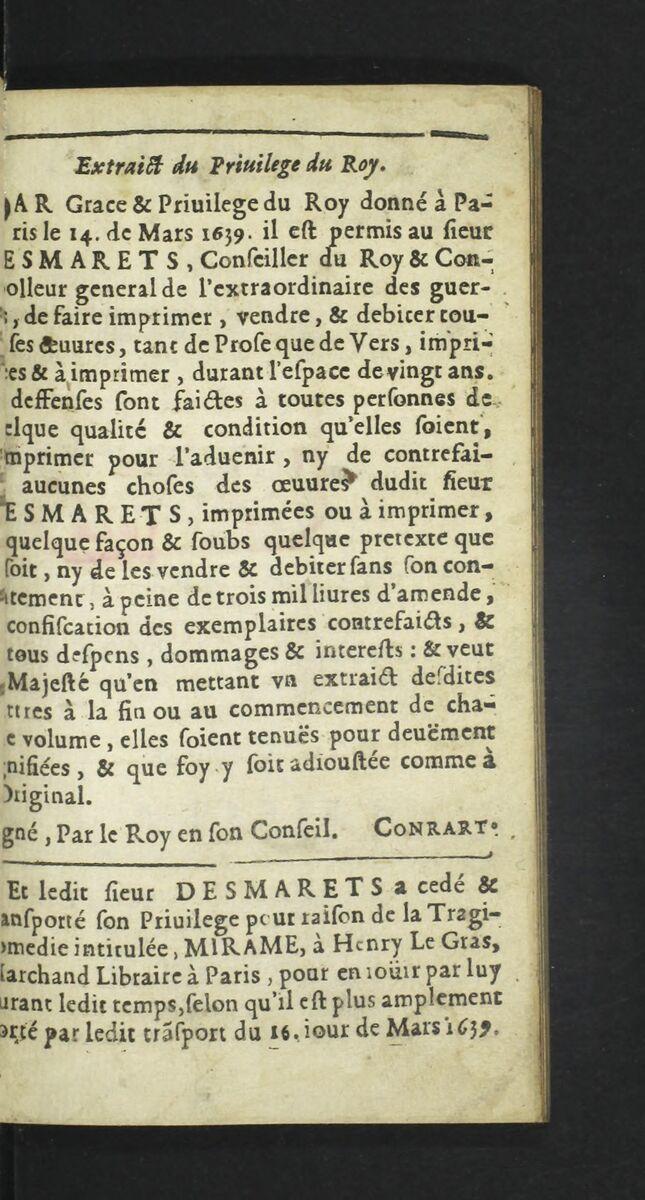 Extraict du Priuilege du Roy.
AR Grace & Priuilege du Roy donné à Pa-
ris le 14. de Mars 1639. il eſt permis au ſieur
ESMARETS, Conſeiller du Roy & Con-
olleur general de l'extraordinaire des guer-
, de faire imprimer, vendre, & debiter tou-
ſes œuures, tant de Proſe que de Vers, impri-
es & à imprimer, durant l'eſpace de vingt ans.
deffenſes ſont faictes à toutes perſonnes de
elque qualité & condition qu'elles ſoient,
mprimer pour l'aduenir, ny de contrefai-
aucunes choſes des œuures dudit ſieur
ESMARETS, imprimées ou à imprimer,
quelque façon & ſoubs quelque pretexte que
ſoit, ny de les vendre & debiter ſans ſon con-
tement, à peine de trois mil liures d'amende,
confiſcation des exemplaires contrefaicts, &
tous deſpens, dommages & intereſts: & veut
Majeſté qu'en mettant vn extraict deſdites
ttres à la fin ou au commencement de cha-
e volume, elles ſoient tenuës pour deuëment
nifiées, & que foy y ſoit adiouſtée comme à
Original.
gné, Par le Roy en ſon Conſeil. CONRART.
Et ledit ſieur DESMARETS a cedé &
anſporté ſon Priuilege pour raiſon de la Tragi-
omedie intitulée, MIRAME, à Henry Le Gras,
archand Libraire à Paris, pour en ioüir par luy
urant ledit temps, ſelon qu'il eſt plus amplement
orté par ledit trãſport du 16. iour de Mars 1639.